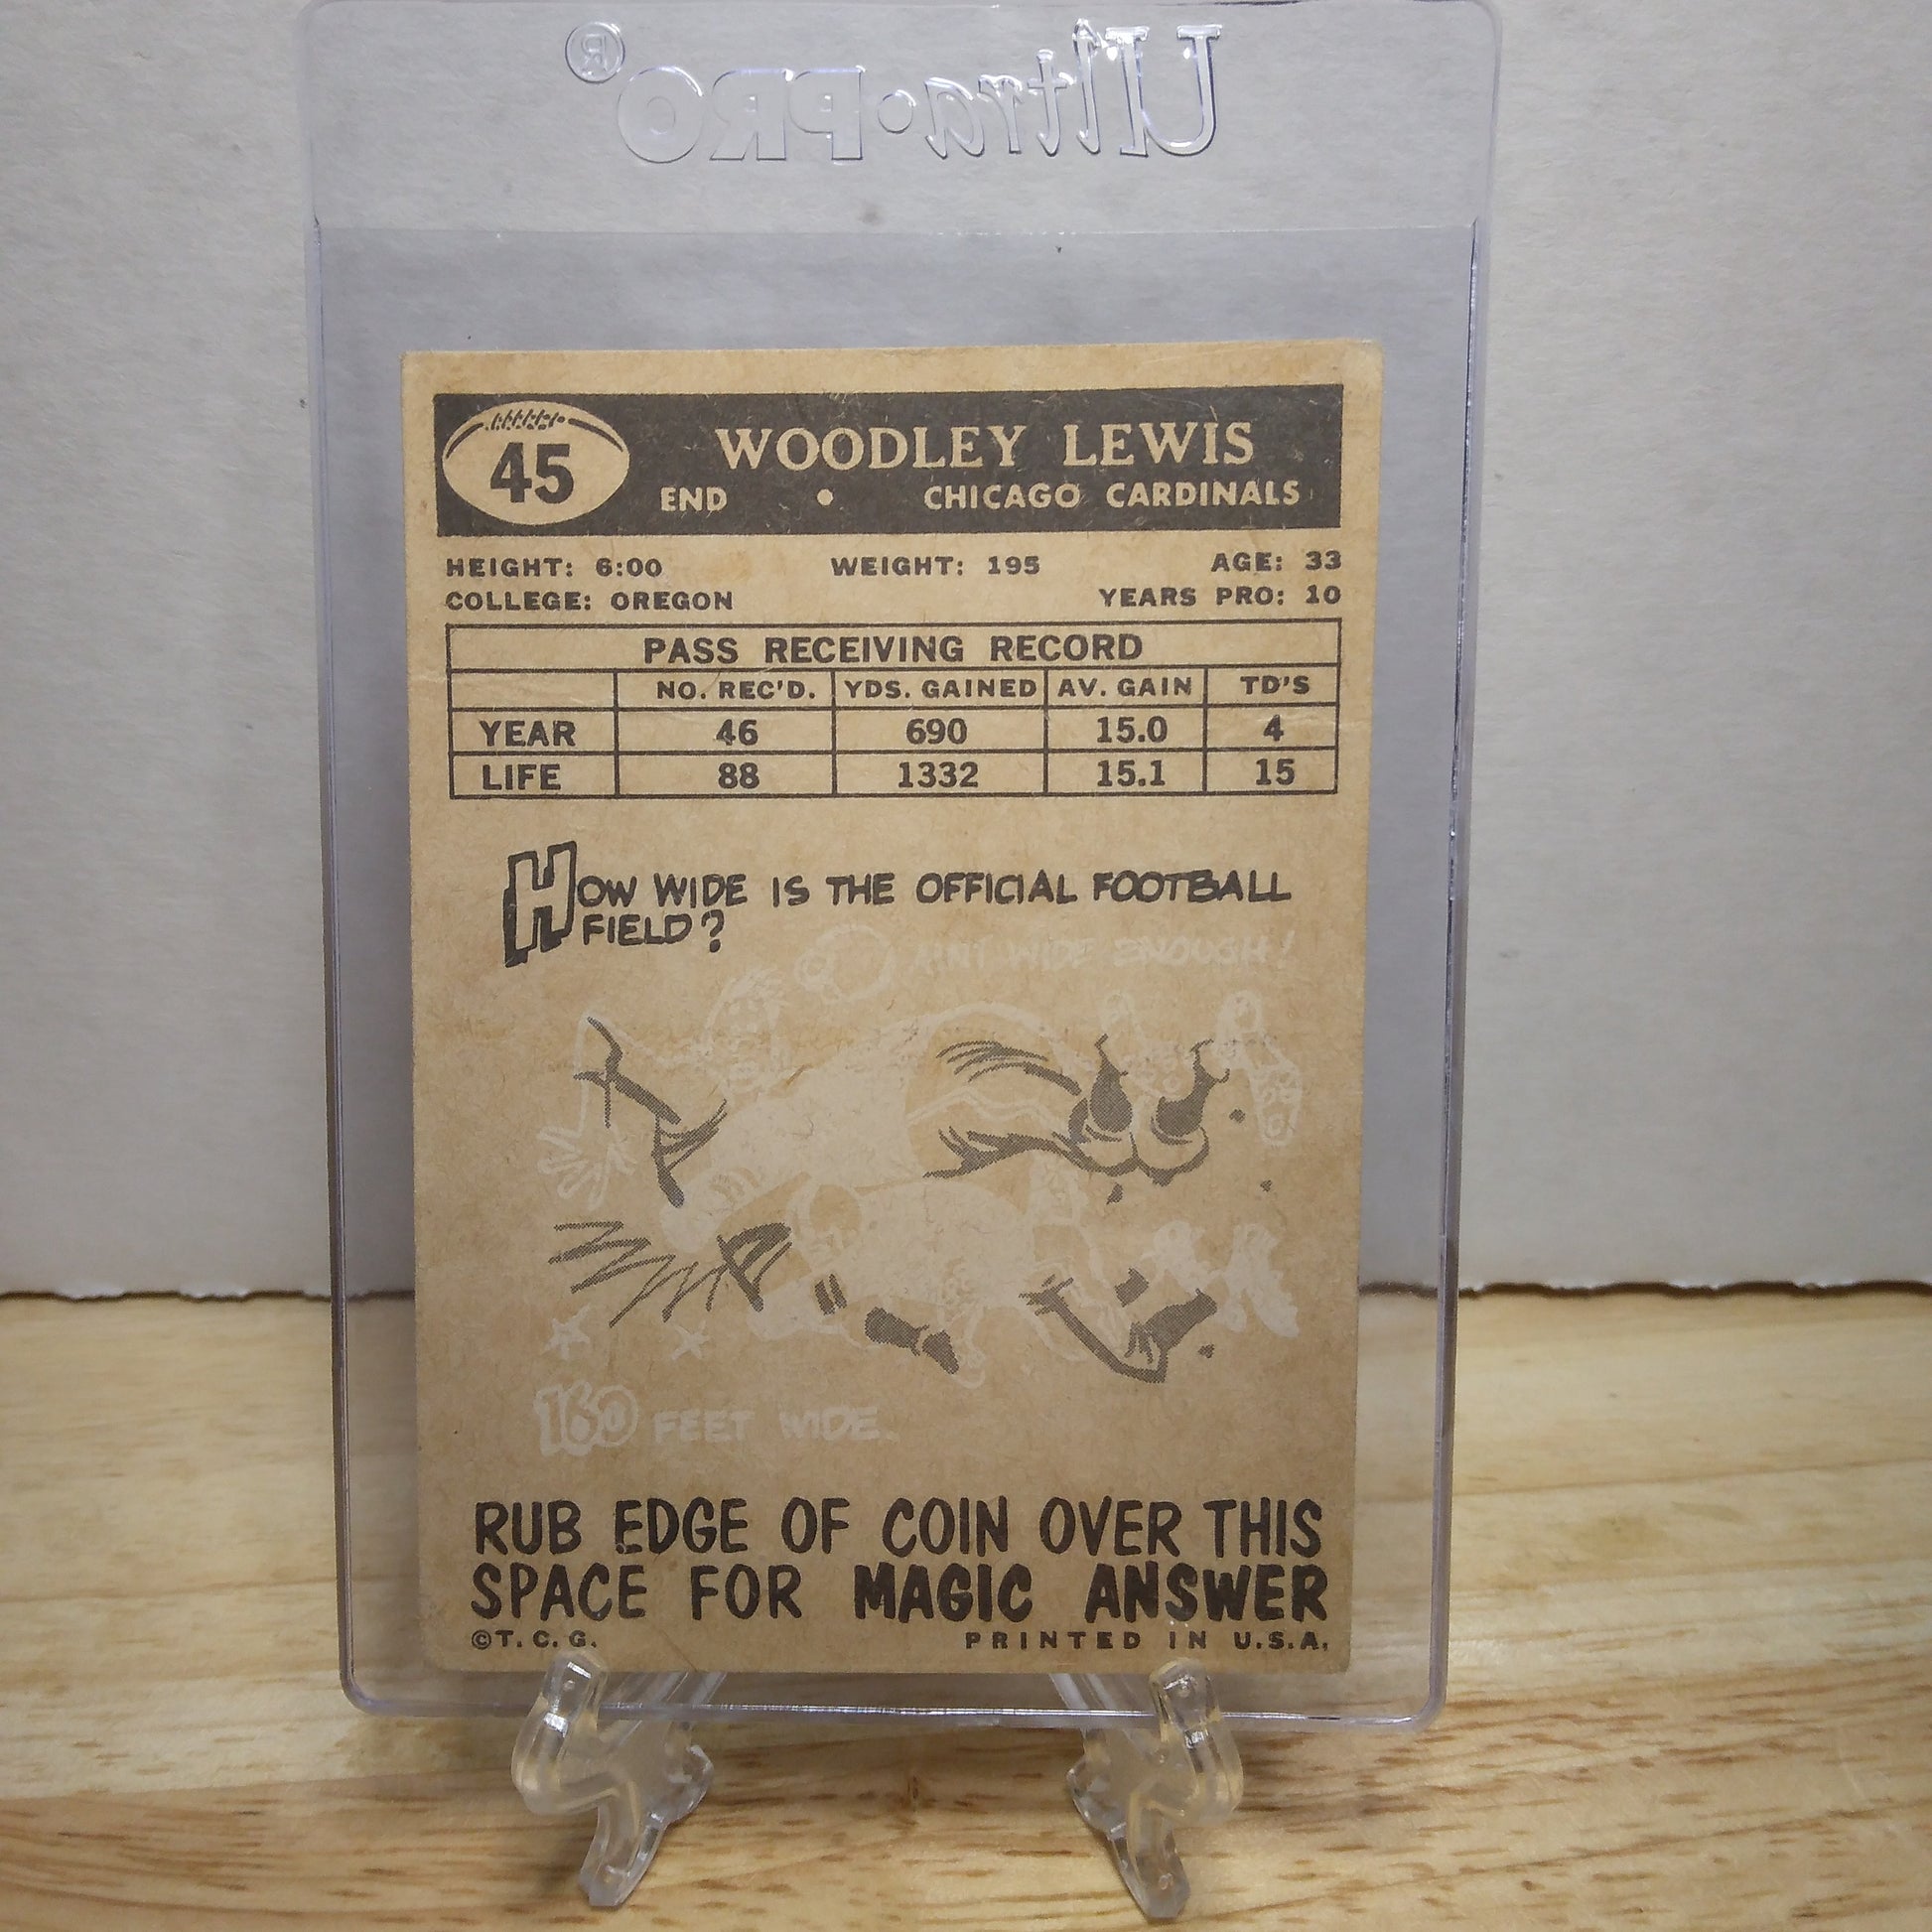 Ultra•PRO®
45
WOODLEY LEWIS
END • CHICAGO CARDINALS
HEIGHT: 6:00 WEIGHT: 195 AGE: 33
COLLEGE: OREGON YEARS PRO: 10
PASS RECEIVING RECORD
NO. REC'D. YDS. GAINED AV. GAIN TD'S
YEAR 46 690 15.0 4
LIFE 88 1332 15.1 15
HOW WIDE IS THE OFFICIAL FOOTBALL
FIELD?
AINT WIDE ENOUGH!
160 FEET WIDE.
RUB EDGE OF COIN OVER THIS
SPACE FOR MAGIC ANSWER
©T. C. G. PRINTED IN U.S.A.